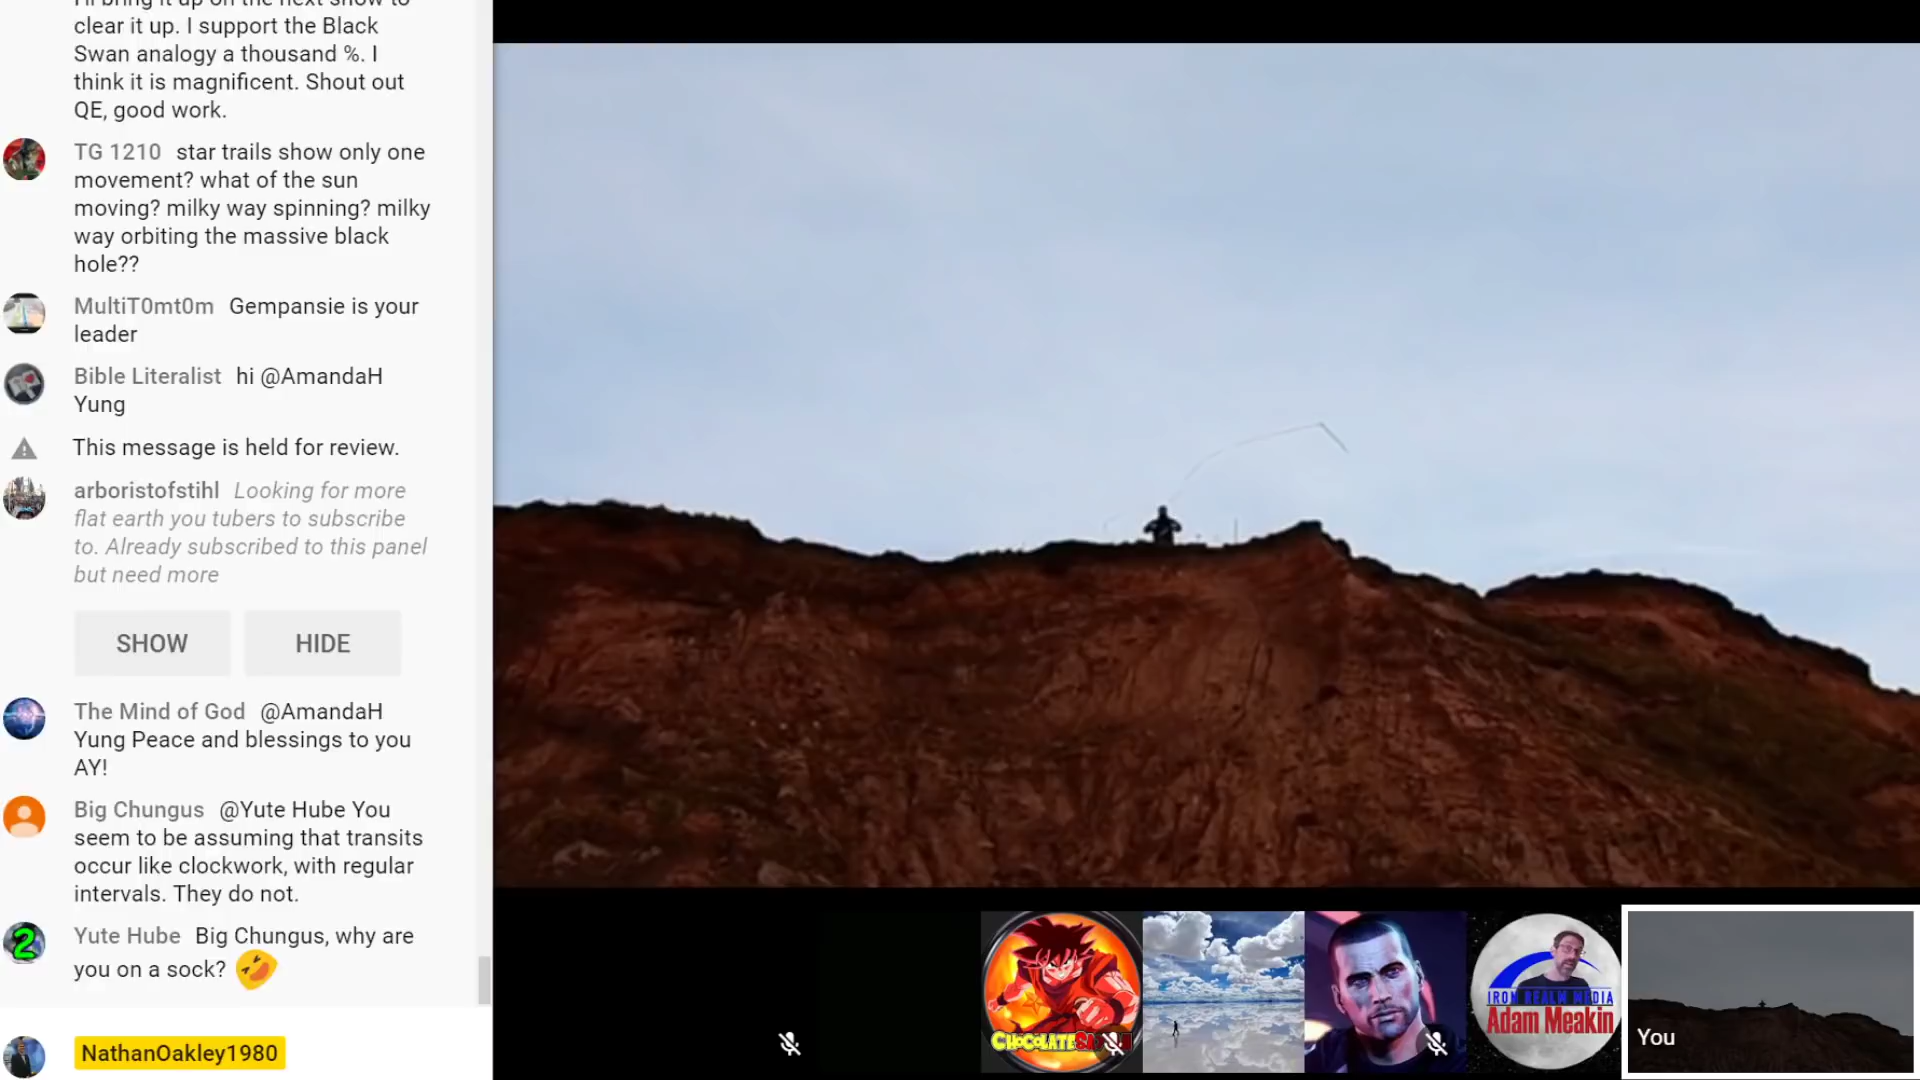 clear it up. I support the Black
Swan analogy a thousand %. I
think it is magnificent. Shout out
QE, good work.
TG 1210 star trails show only one
movement? what of the sun
moving? milky way spinning? milky
way orbiting the massive black
hole??
MultiT0mt0m Gempansie is your
leader
Bible Literalist hi @AmandaH
Yung
This message is held for review.
arboristofstihl Looking for more
flat earth you tubers to subscribe
to. Already subscribed to this panel
but need more
SHOW HIDE
The Mind of God @AmandaH
Yung Peace and blessings to you
AY!
Big Chungus @Yute Hube You
seem to be assuming that transits
occur like clockwork, with regular
intervals. They do not.
Yute Hube Big Chungus, why are
you on a sock?
NathanOakley1980
IRON REALM MEDIA
Adam Meakin
You